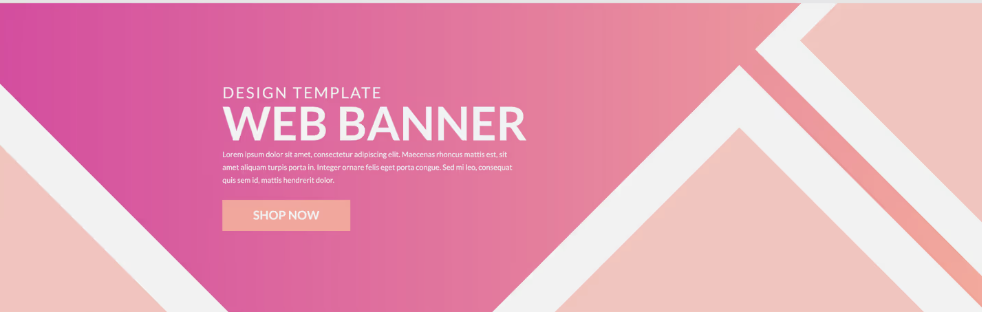 DESIGN TEMPLATE
WEB BANNER
Lorem ipsum dolor sit amet, consectetur adipiscing elit. Maecenas rhoncus mattis est, sit
amet aliquam turpis porta in. Integer ornare felis eget porta congue. Sed mi leo, consequat
quis sem id, mattis hendrerit dolor.
SHOP NOW